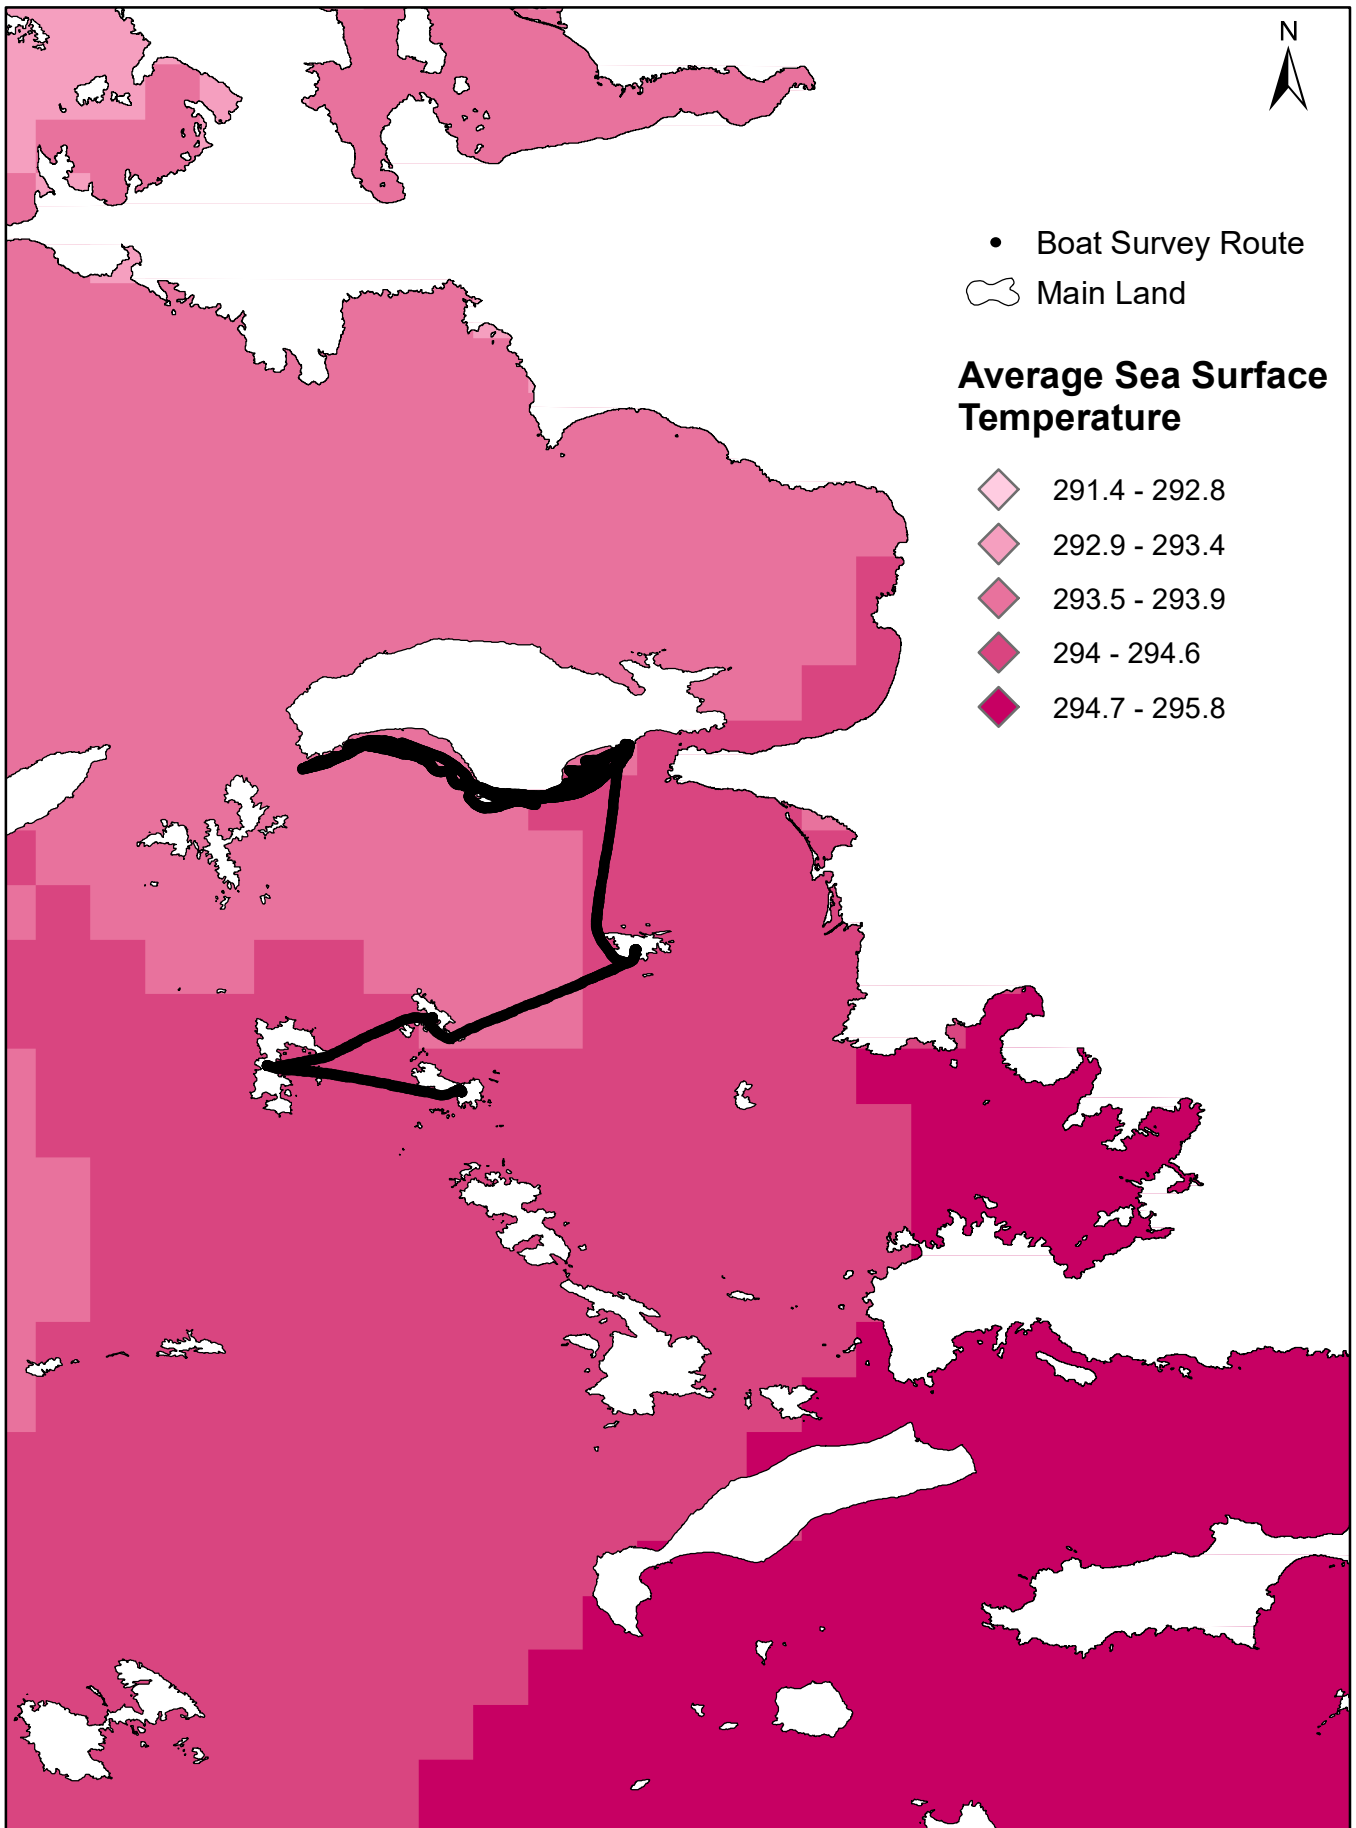 N
Boat Survey Route
Main Land
Average Sea Surface
Temperature
291.4 - 292.8
292.9 - 293.4
293.5 - 293.9
294 - 294.6
294.7 - 295.8